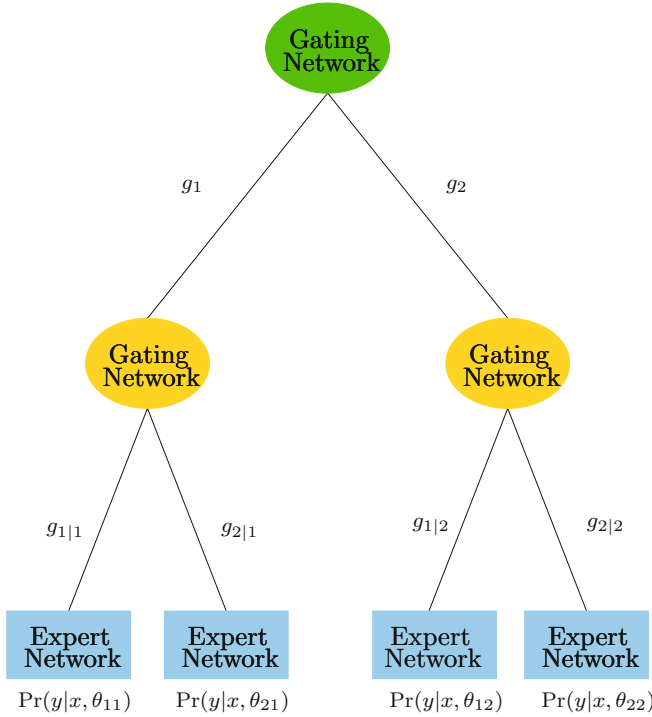 Gating
Network
g₁
g₂
Gating
Network
Gating
Network
g₁|₁
g₂|₁
g₁|₂
g₂|₂
Expert
Network
Expert
Network
Expert
Network
Expert
Network
Pr(y|x, θ₁₁)
Pr(y|x, θ₂₁)
Pr(y|x, θ₁₂)
Pr(y|x, θ₂₂)